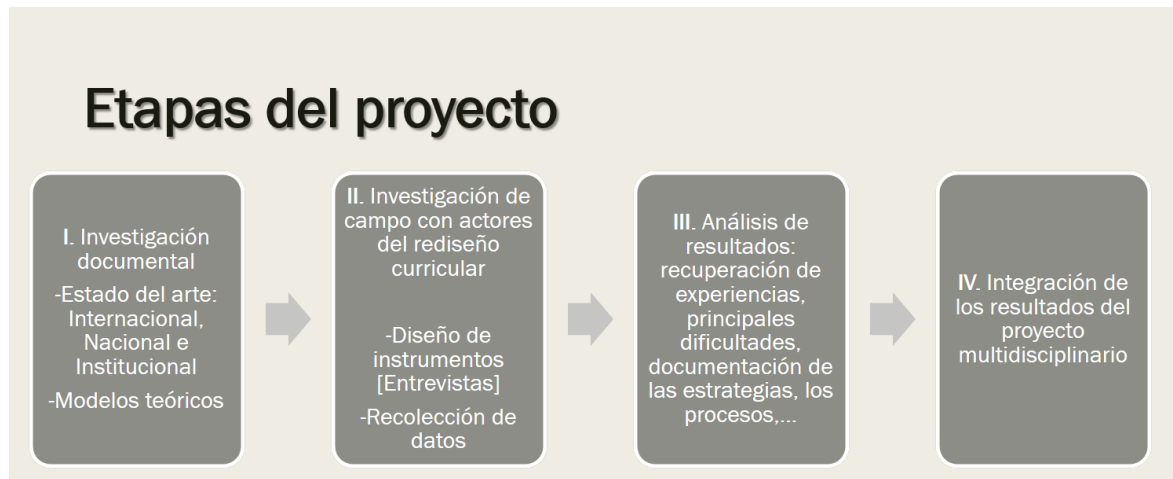 Etapas del proyecto
I. Investigación
documental
-Estado del arte:
Internacional,
Nacional e
Institucional
-Modelos teóricos
II. Investigación de
campo con actores
del rediseño
curricular
-Diseño de
instrumentos
[Entrevistas]
-Recolección de
datos
III. Análisis de
resultados:
recuperación de
experiencias,
principales
dificultades,
documentación de
las estrategias, los
procesos,...
IV. Integración de
los resultados del
proyecto
multidisciplinario